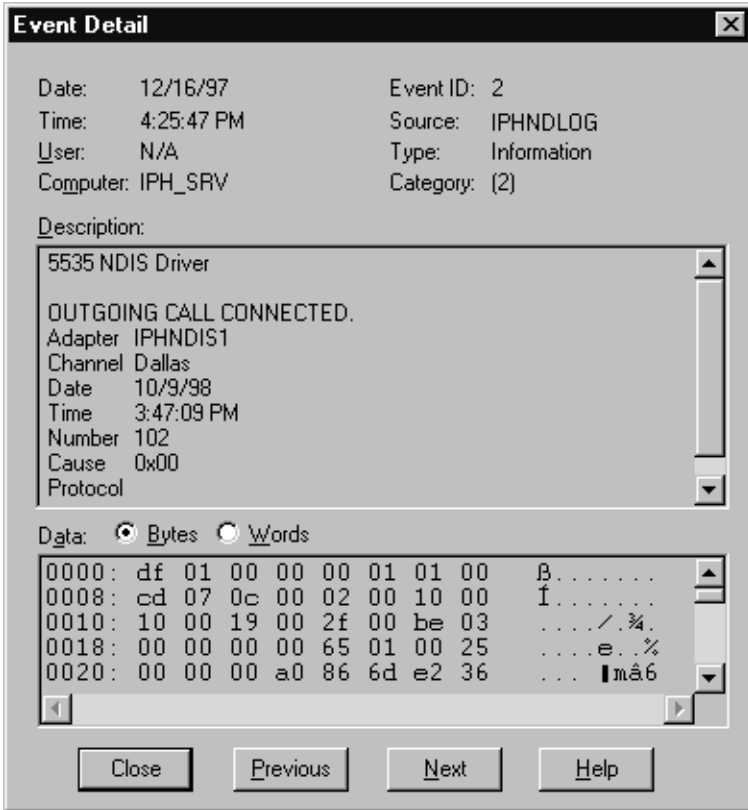 Event Detail
Date: 12/16/97 Event ID: 2
Time: 4:25:47 PM Source: IPHNDLOG
User: N/A Type: Information
Computer: IPH_SRV Category: (2)
Description:
5535 NDIS Driver
OUTGOING CALL CONNECTED.
Adapter IPHNDIS1
Channel Dallas
Date 10/9/98
Time 3:47:09 PM
Number 102
Cause 0x00
Protocol
Data: Bytes Words
0000: df 01 00 00 00 01 01 00 ß.......
0008: cd 07 0c 00 02 00 10 00 Í.......
0010: 10 00 19 00 2f 00 be 03 ..../.¾.
0018: 00 00 00 00 65 01 00 25 ....e..%
0020: 00 00 00 a0 86 6d e2 36 ... ▮mâ6
Close Previous Next Help